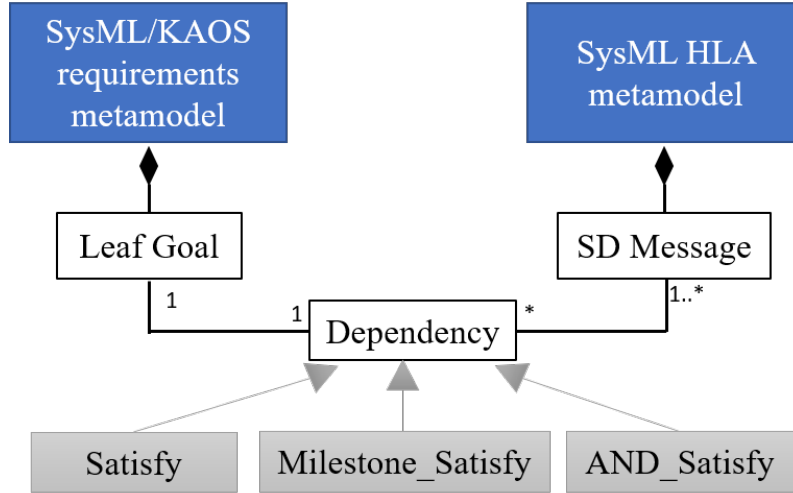 SysML/KAOS
requirements
metamodel
SysML HLA
metamodel
Leaf Goal
SD Message
1
1
*
1..*
Dependency
Satisfy
Milestone_Satisfy
AND_Satisfy